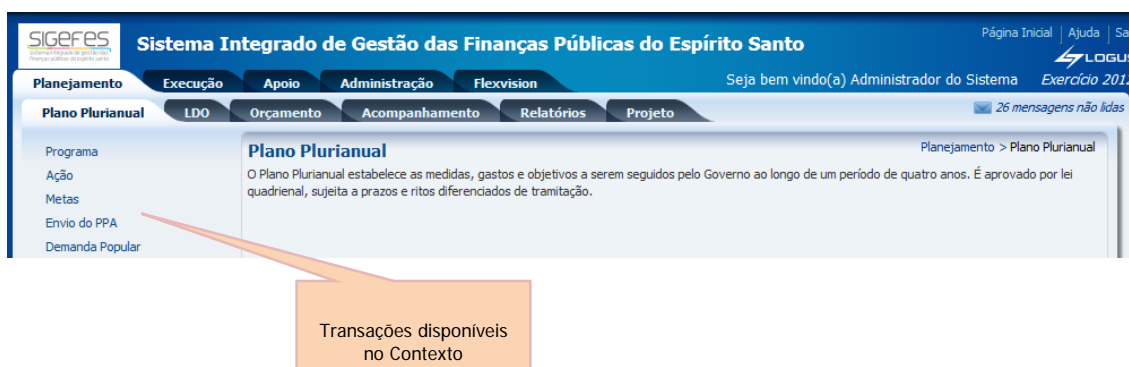 SIGEFES
Sistema Integrado de Gestão das Finanças Públicas do Espírito Santo
Página Inicial | Ajuda | Sa
LOGUS
Planejamento Execução Apoio Administração Flexvision
Seja bem vindo(a) Administrador do Sistema Exercício 2012
Plano Plurianual LDO Orçamento Acompanhamento Relatórios Projeto
26 mensagens não lidas
Programa
Ação
Metas
Envio do PPA
Demanda Popular
Plano Plurianual
Planejamento > Plano Plurianual
O Plano Plurianual estabelece as medidas, gastos e objetivos a serem seguidos pelo Governo ao longo de um período de quatro anos. É aprovado por lei
quadrienal, sujeita a prazos e ritos diferenciados de tramitação.
Transações disponíveis
no Contexto